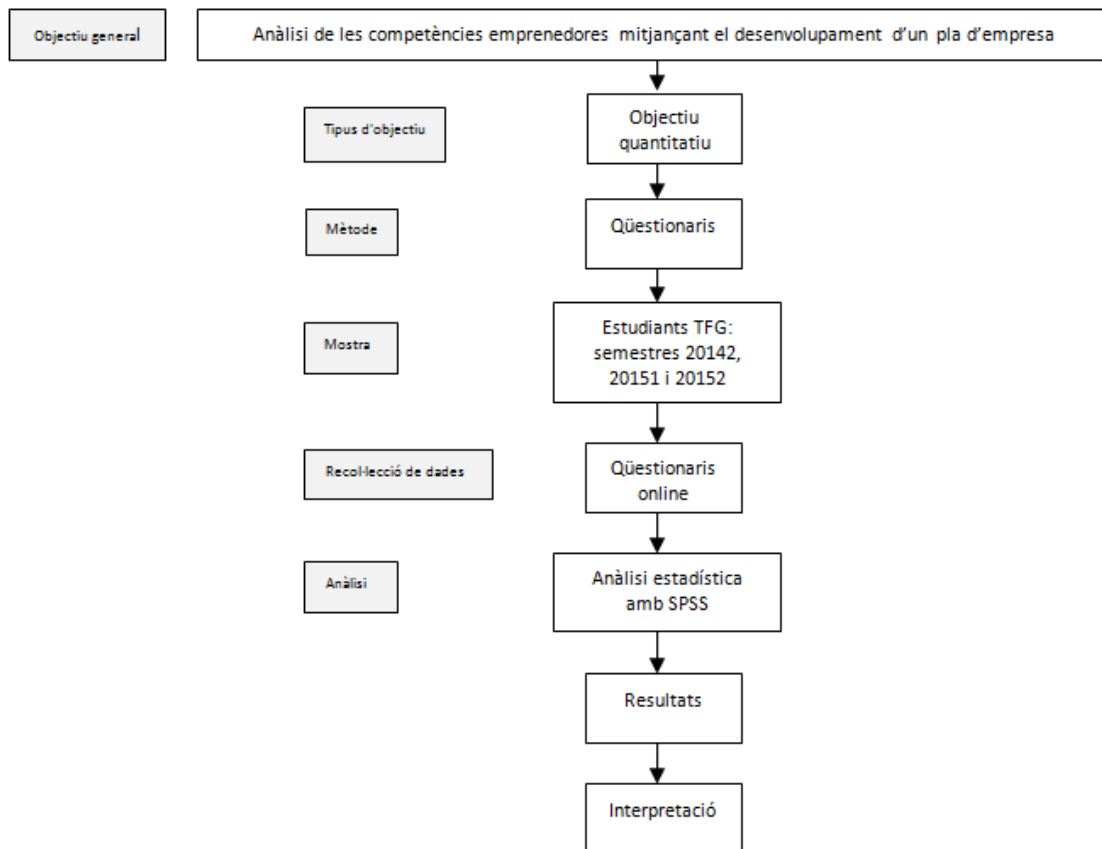 Objectiu general
Anàlisi de les competències emprenedores mitjançant el desenvolupament d'un pla d'empresa
Tipus d'objectiu
Objectiu
quantitatiu
Mètode
Qüestionaris
Mostra
Estudiants TFG:
semestres 20142,
20151 i 20152
Recol·lecció de dades
Qüestionaris
online
Anàlisi
Anàlisi estadística
amb SPSS
Resultats
Interpretació